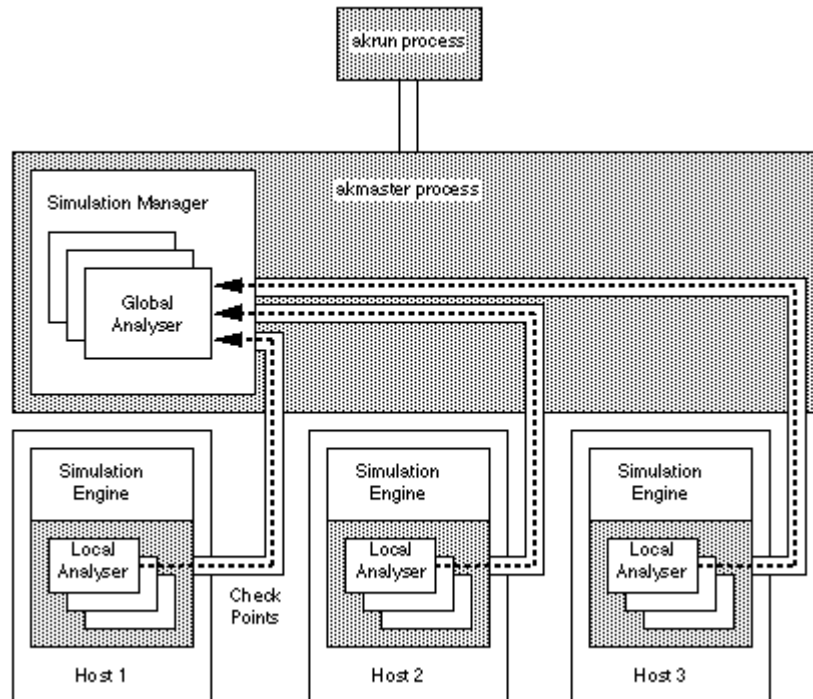 akrun process
akmaster process
Simulation Manager
Global
Analyser
Simulation
Engine
Local
Analyser
Host 1
Check
Points
Simulation
Engine
Local
Analyser
Host 2
Simulation
Engine
Local
Analyser
Host 3